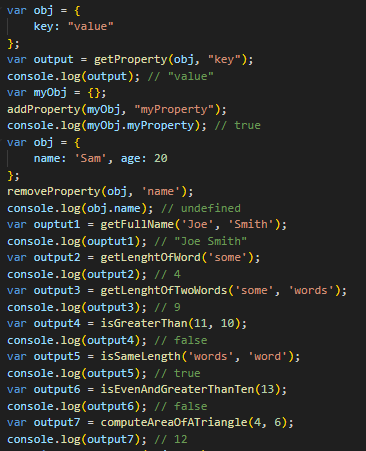 var obj = {
    key: "value"
};
var output = getProperty(obj, "key");
console.log(output); // "value"
var myObj = {};
addProperty(myObj, "myProperty");
console.log(myObj.myProperty); // true
var obj = {
    name: 'Sam', age: 20
};
removeProperty(obj, 'name');
console.log(obj.name); // undefined
var ouptut1 = getFullName('Joe', 'Smith');
console.log(ouptut1); // "Joe Smith"
var output2 = getLenghtOfWord('some');
console.log(output2); // 4
var output3 = getLenghtOfTwoWords('some', 'words');
console.log(output3); // 9
var output4 = isGreaterThan(11, 10);
console.log(output4); // false
var output5 = isSameLength('words', 'word');
console.log(output5); // true
var output6 = isEvenAndGreaterThanTen(13);
console.log(output6); // false
var output7 = computeAreaOfATriangle(4, 6);
console.log(output7); // 12